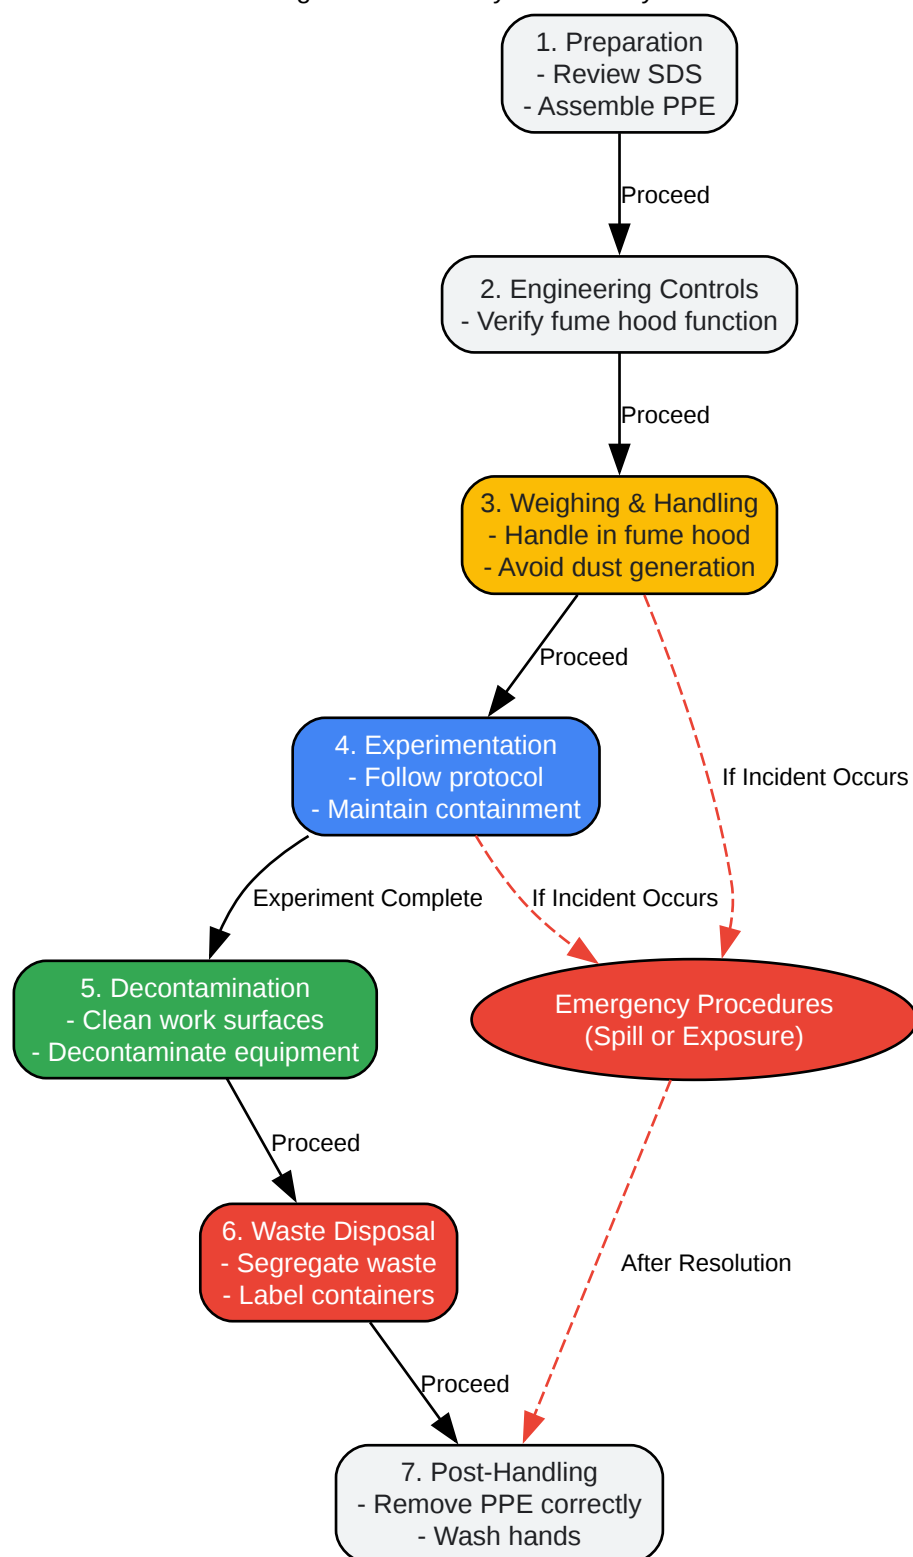 1. Preparation
- Review SDS
- Assemble PPE
Proceed
2. Engineering Controls
- Verify fume hood function
Proceed
3. Weighing & Handling
- Handle in fume hood
- Avoid dust generation
Proceed
If Incident Occurs
4. Experimentation
- Follow protocol
- Maintain containment
Experiment Complete
If Incident Occurs
5. Decontamination
- Clean work surfaces
- Decontaminate equipment
Emergency Procedures
(Spill or Exposure)
Proceed
6. Waste Disposal
- Segregate waste
- Label containers
After Resolution
Proceed
7. Post-Handling
- Remove PPE correctly
- Wash hands